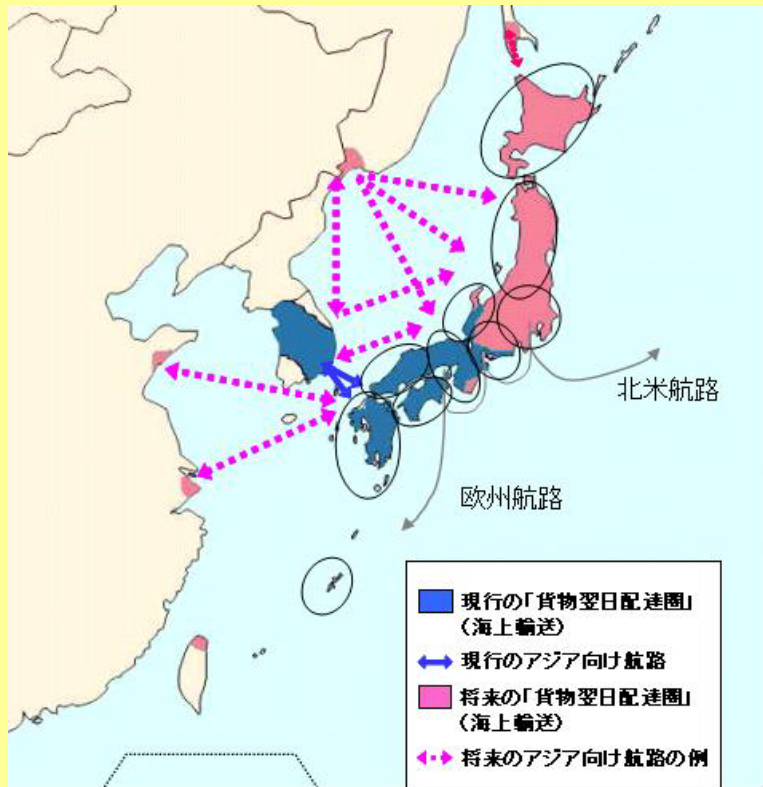 北米航路
欧州航路
現行の「貨物翌日配達圏」
(海上輸送)
現行のアジア向け航路
将来の「貨物翌日配達圏」
(海上輸送)
将来のアジア向け航路の例